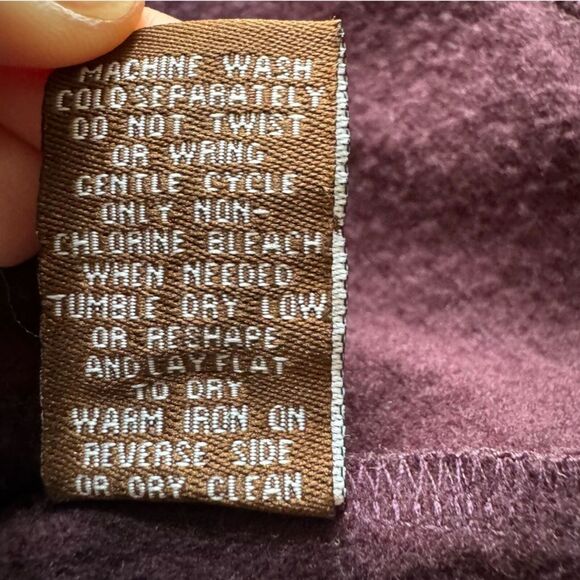 MACHINE WASH
COLD SEPARATELY
DO NOT TWIST
OR WRING
GENTLE CYCLE
ONLY NON-
CHLORINE BLEACH
WHEN NEEDED
TUMBLE DRY LOW
OR RESHAPE
AND LAY FLAT
TO DRY
WARM IRON ON
REVERSE SIDE
OR DRY CLEAN